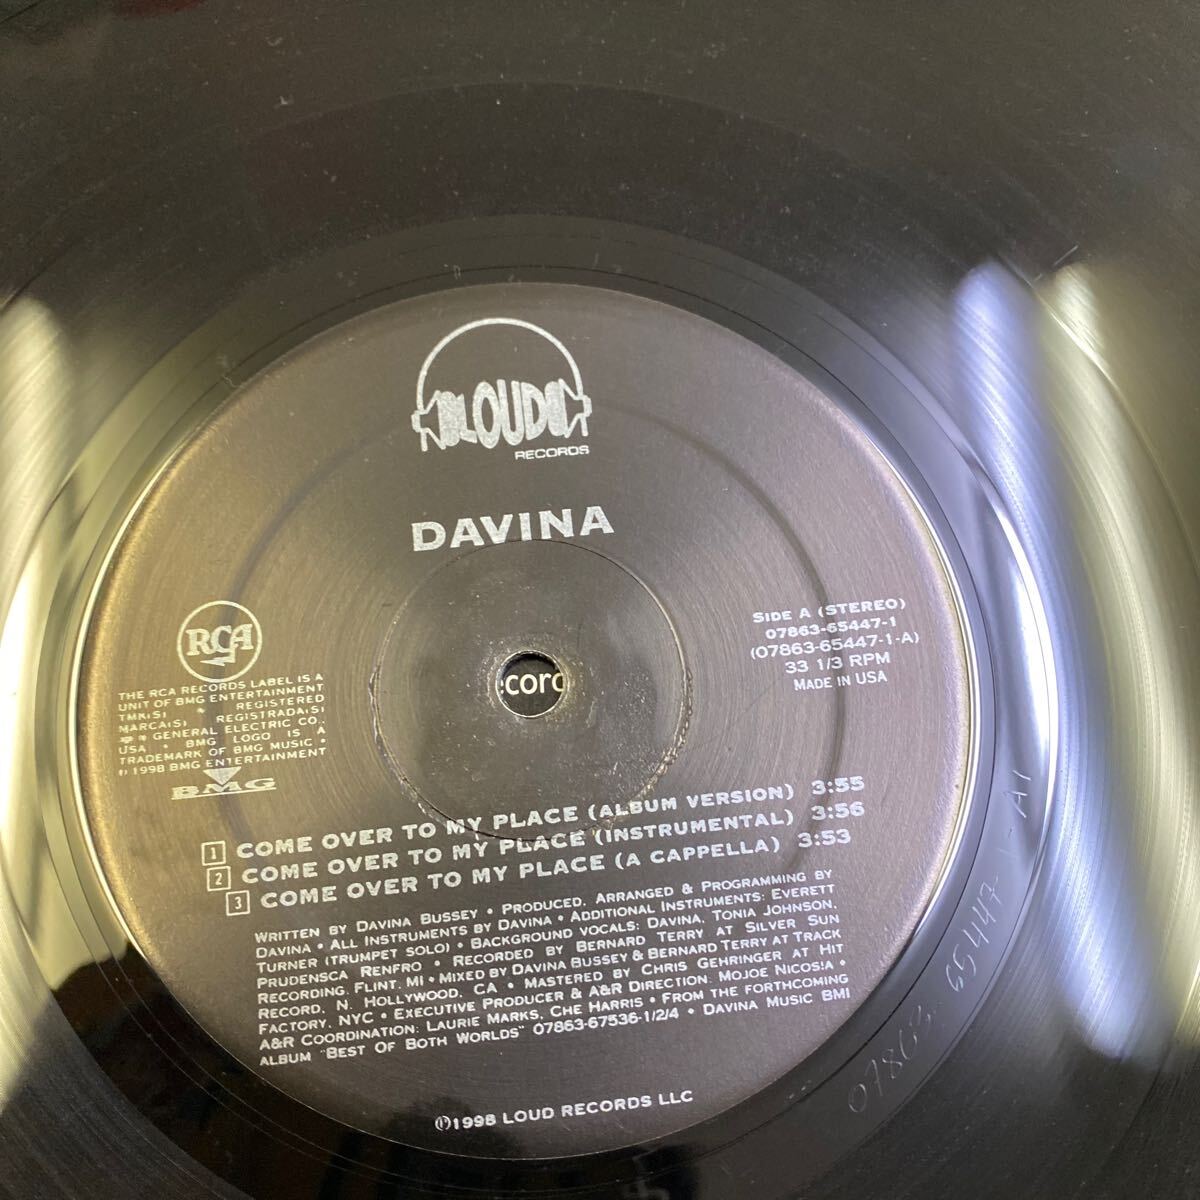 LOUD
RECORDS
DAVINA
RCA
THE RCA RECORDS LABEL IS A
UNIT OF BMG ENTERTAINMENT
TMK(S) ® REGISTERED
MARCA(S) REGISTRADA(S)
GENERAL ELECTRIC CO.,
USA • BMG LOGO IS A
TRADEMARK OF BMG MUSIC •
℗ 1998 BMG ENTERTAINMENT
BMG
SIDE A (STEREO)
07863-65447-1
(07863-65447-1-A)
33 1/3 RPM
MADE IN USA
1 COME OVER TO MY PLACE (ALBUM VERSION) 3:55
2 COME OVER TO MY PLACE (INSTRUMENTAL) 3:56
3 COME OVER TO MY PLACE (A CAPPELLA) 3:53
WRITTEN BY DAVINA BUSSEY • PRODUCED, ARRANGED & PROGRAMMING BY
DAVINA • ALL INSTRUMENTS BY DAVINA • ADDITIONAL INSTRUMENTS: EVERETT
TURNER (TRUMPET SOLO) • BACKGROUND VOCALS: DAVINA, TONIA JOHNSON,
PRUDENSCA RENFRO • RECORDED BY BERNARD TERRY AT SILVER SUN
RECORDING, FLINT, MI • MIXED BY DAVINA BUSSEY & BERNARD TERRY AT TRACK
RECORD, N. HOLLYWOOD, CA • MASTERED BY CHRIS GEHRINGER AT HIT
FACTORY, NYC • EXECUTIVE PRODUCER & A&R DIRECTION: MOJOE NICOSIA •
A&R COORDINATION: LAURIE MARKS, CHE HARRIS • FROM THE FORTHCOMING
ALBUM "BEST OF BOTH WORLDS" 07863-67536-1/2/4 • DAVINA MUSIC BMI
℗1998 LOUD RECORDS LLC
07863-65447-1-A1